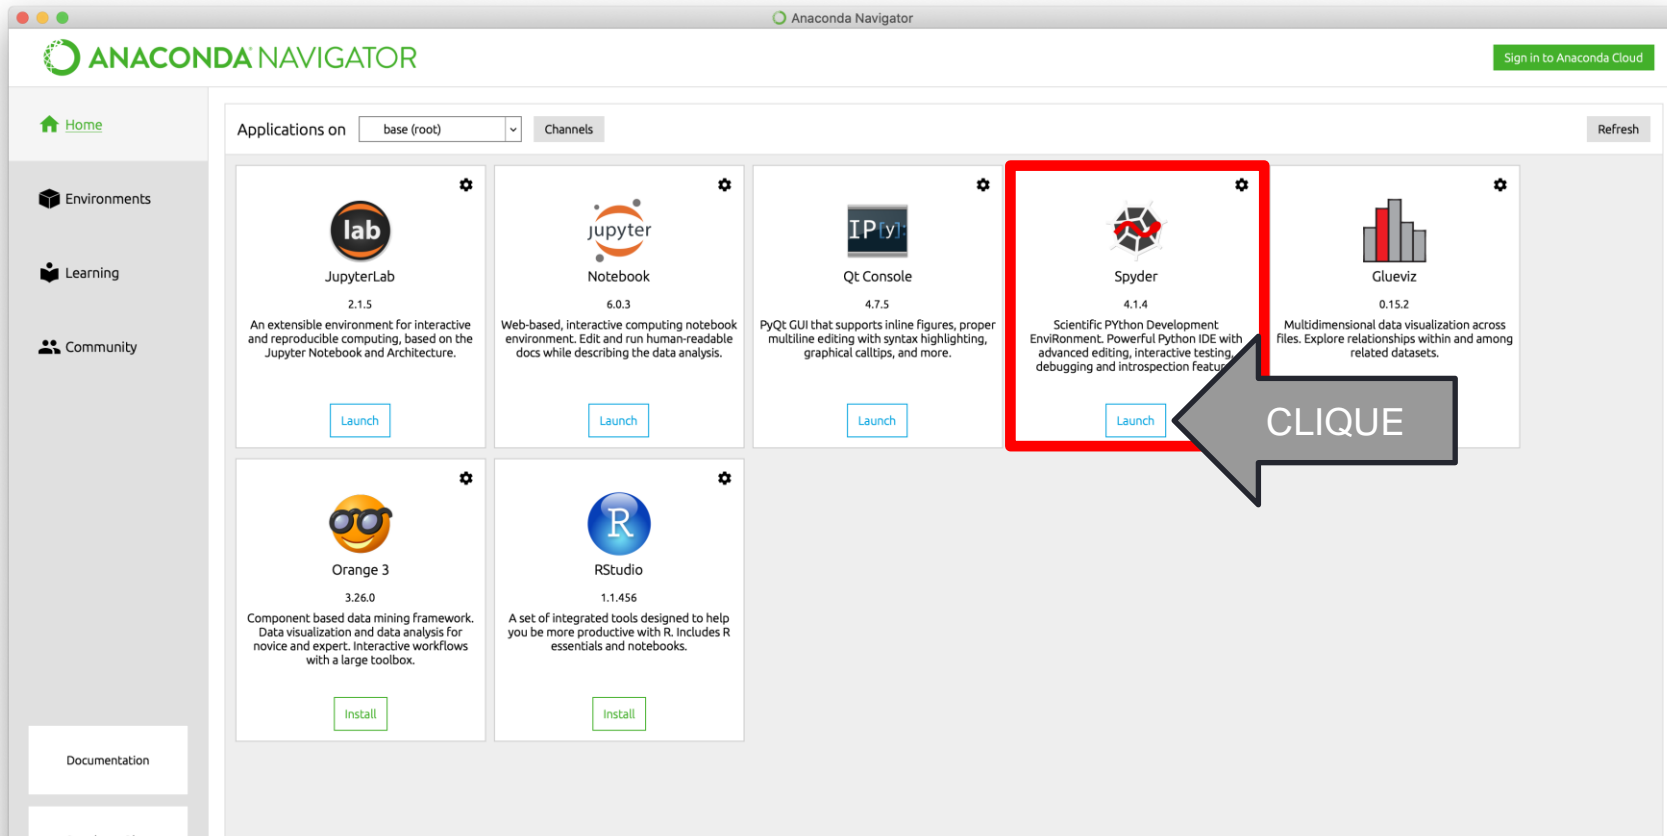 Anaconda Navigator
ANACONDA NAVIGATOR
Sign in to Anaconda Cloud
Home
Environments
Learning
Community
Documentation
Applications on
base (root)
Channels
Refresh
lab
JupyterLab
2.1.5
An extensible environment for interactive
and reproducible computing, based on the
Jupyter Notebook and Architecture.
Launch
jupyter
Notebook
6.0.3
Web-based, interactive computing notebook
environment. Edit and run human-readable
docs while describing the data analysis.
Launch
IP[y]:
Qt Console
4.7.5
PyQt GUI that supports inline figures, proper
multiline editing with syntax highlighting,
graphical calltips, and more.
Launch
Spyder
4.1.4
Scientific PYthon Development
EnviRonment. Powerful Python IDE with
advanced editing, interactive testing,
debugging and introspection featur
Launch
CLIQUE
Glueviz
0.15.2
Multidimensional data visualization across
files. Explore relationships within and among
related datasets.
Orange 3
3.26.0
Component based data mining framework.
Data visualization and data analysis for
novice and expert. Interactive workflows
with a large toolbox.
Install
R
RStudio
1.1.456
A set of integrated tools designed to help
you be more productive with R. Includes R
essentials and notebooks.
Install